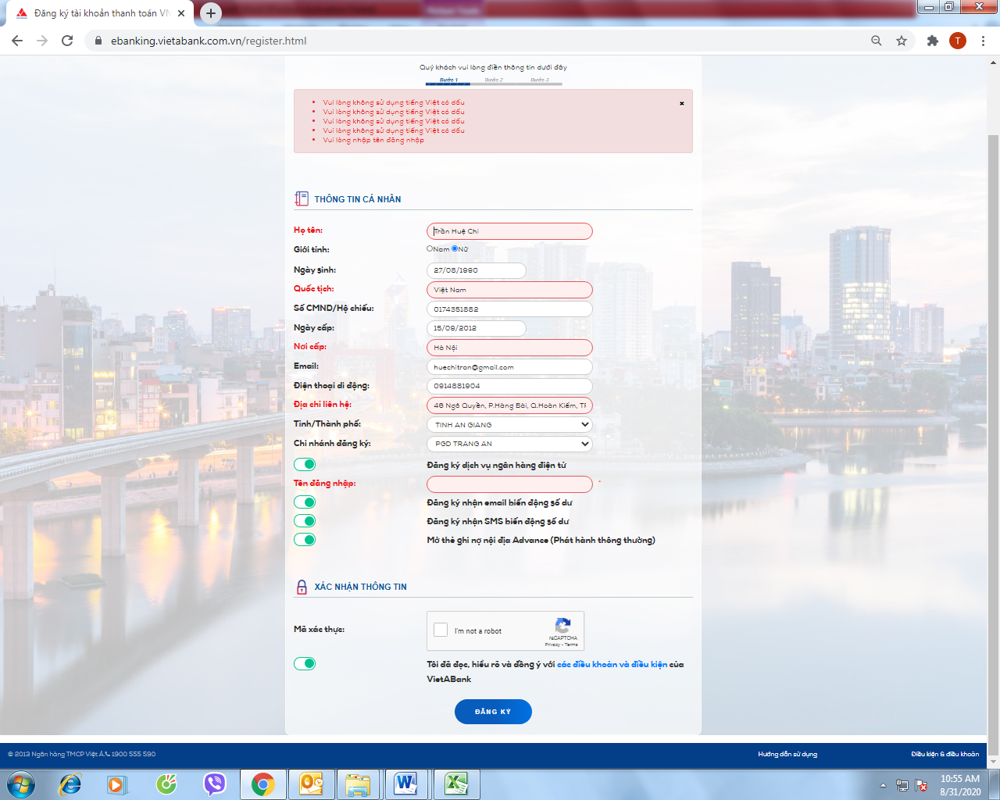 Đăng ký tài khoản thanh toán VN
ebanking.vietabank.com.vn/register.html
T
Quý khách vui lòng điền thông tin dưới đây
Bước 1 Bước 2 Bước 3
Vui lòng không sử dụng tiếng Việt có dấu
Vui lòng không sử dụng tiếng Việt có dấu
Vui lòng không sử dụng tiếng Việt có dấu
Vui lòng không sử dụng tiếng Việt có dấu
Vui lòng nhập tên đăng nhập
THÔNG TIN CÁ NHÂN
Họ tên: Trần Huệ Chi
Giới tính: Nam Nữ
Ngày sinh: 27/08/1990
Quốc tịch: Việt Nam
Số CMND/Hộ chiếu: 0174351882
Ngày cấp: 15/09/2012
Nơi cấp: Hà Nội
Email: huechitran@gmail.com
Điện thoại di động: 0914881904
Địa chỉ liên hệ: 46 Ngô Quyền, P.Hàng Bài, Q.Hoàn Kiếm, TP
Tỉnh/Thành phố: TINH AN GIANG
Chi nhánh đăng ký: PGD TRANG AN
Đăng ký dịch vụ ngân hàng điện tử
Tên đăng nhập: *
Đăng ký nhận email biến động số dư
Đăng ký nhận SMS biến động số dư
Mở thẻ ghi nợ nội địa Advance (Phát hành thông thường)
XÁC NHẬN THÔNG TIN
Mã xác thực: I'm not a robot
reCAPTCHA
Privacy - Terms
Tôi đã đọc, hiểu rõ và đồng ý với các điều khoản và điều kiện của
VietABank
ĐĂNG KÝ
© 2013 Ngân hàng TMCP Việt Á. 1900 555 590 Hướng dẫn sử dụng Điều kiện & điều khoản
10:55 AM
8/31/2020